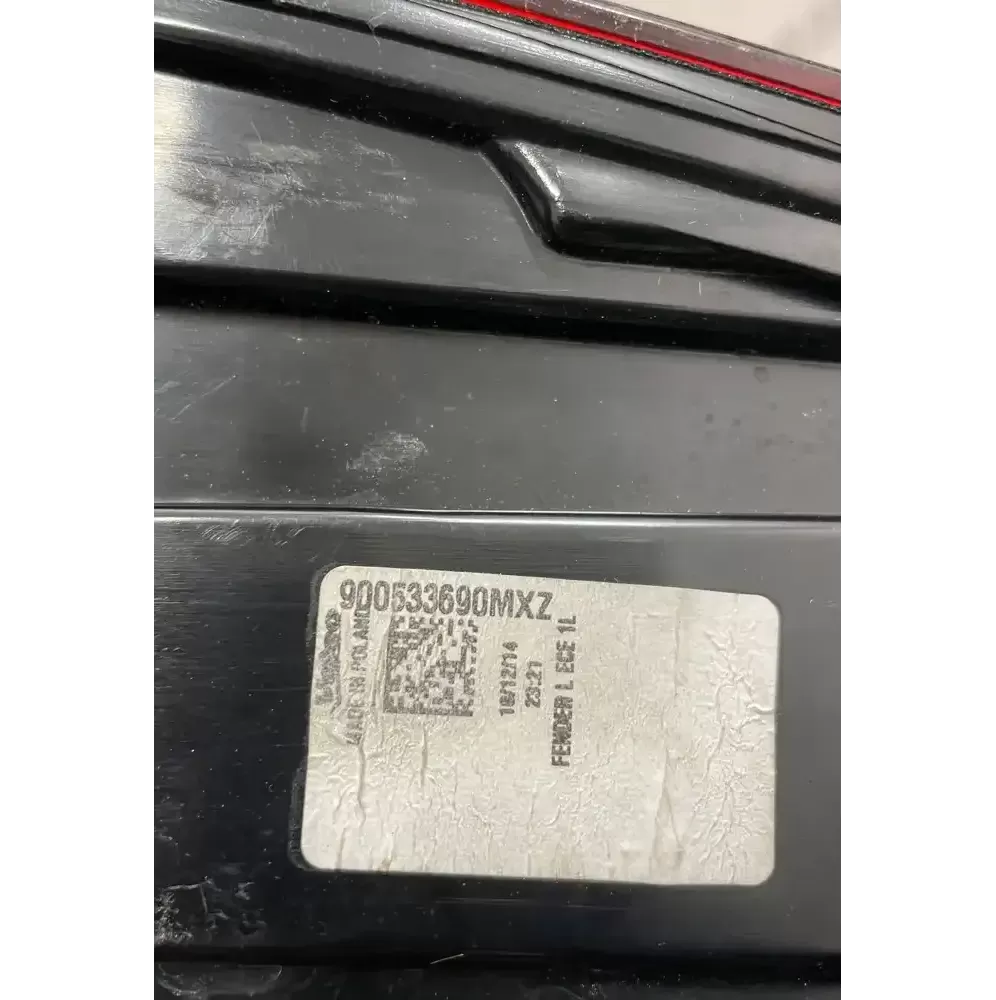 900533690MXZ
MADE IN POLAND
18/12/14
23:21
FENDER L ECE 1L